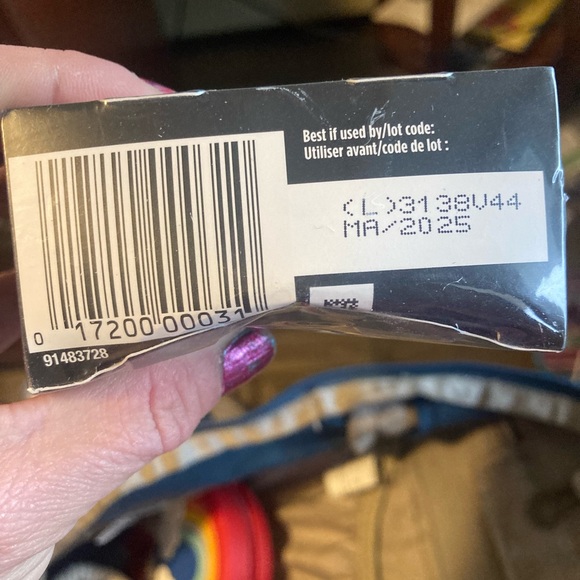 Best if used by/lot code:
Utiliser avant/code de lot :
(L)3138V44
MA/2025
0 17200 00031
91483728